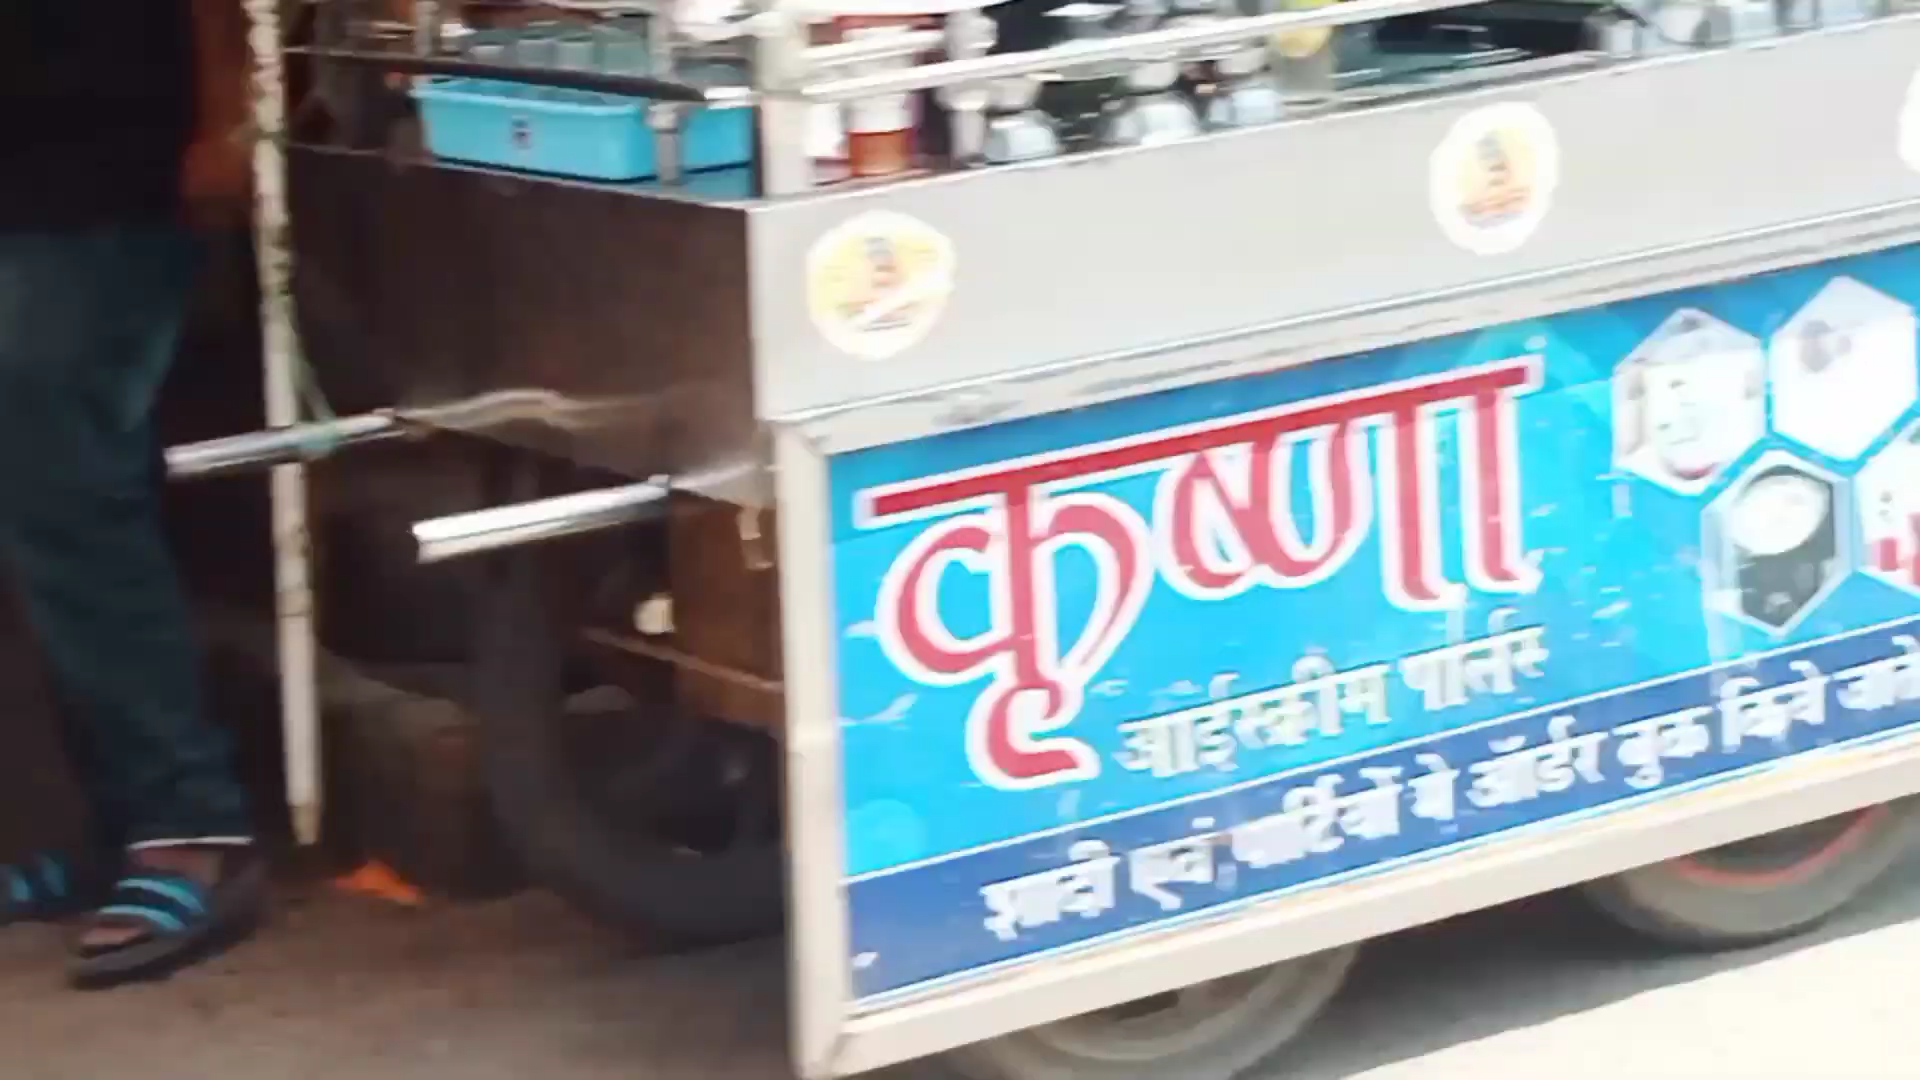 कृष्णा
आईस्क्रीम पार्लर
शादी एवं पार्टियों ये ऑर्डर बुक किये जाते